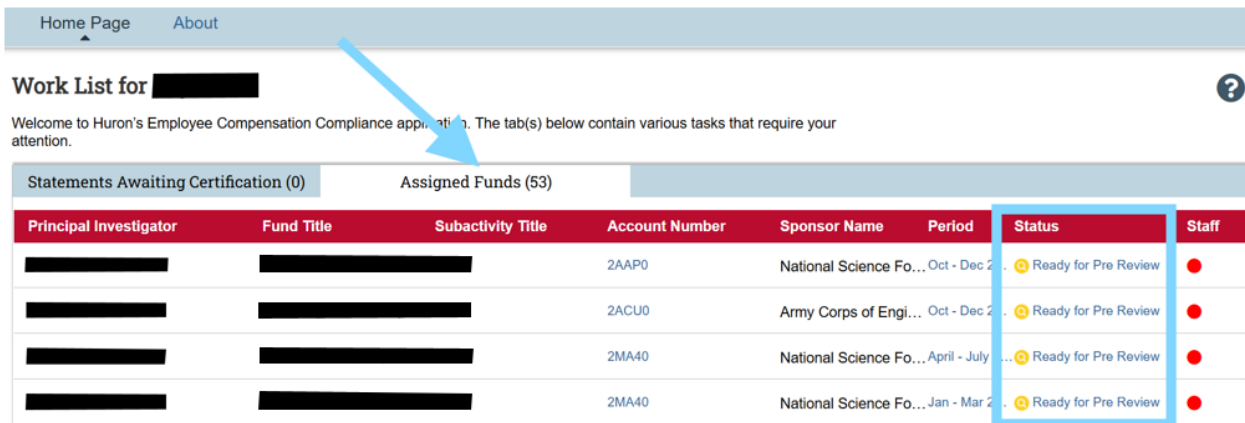 Home Page About
Work List for
?
Welcome to Huron's Employee Compensation Compliance application. The tab(s) below contain various tasks that require your
attention.
Statements Awaiting Certification (0) Assigned Funds (53)
Principal Investigator Fund Title Subactivity Title Account Number Sponsor Name Period Status Staff
2AAP0 National Science Fo... Oct - Dec 2... Ready for Pre Review
2ACU0 Army Corps of Engi... Oct - Dec 2... Ready for Pre Review
2MA40 National Science Fo... April - July ... Ready for Pre Review
2MA40 National Science Fo... Jan - Mar 2... Ready for Pre Review